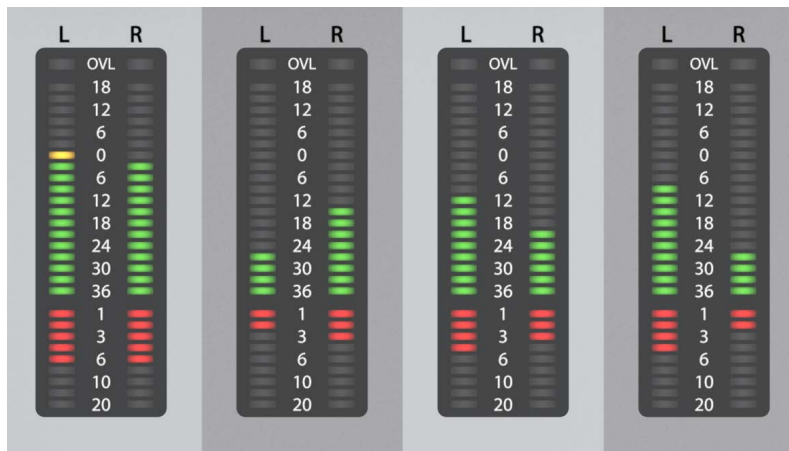 L R L R L R L R
OVL OVL OVL OVL
18 18 18 18
12 12 12 12
6 6 6 6
0 0 0 0
6 6 6 6
12 12 12 12
18 18 18 18
24 24 24 24
30 30 30 30
36 36 36 36
1 1 1 1
3 3 3 3
6 6 6 6
10 10 10 10
20 20 20 20